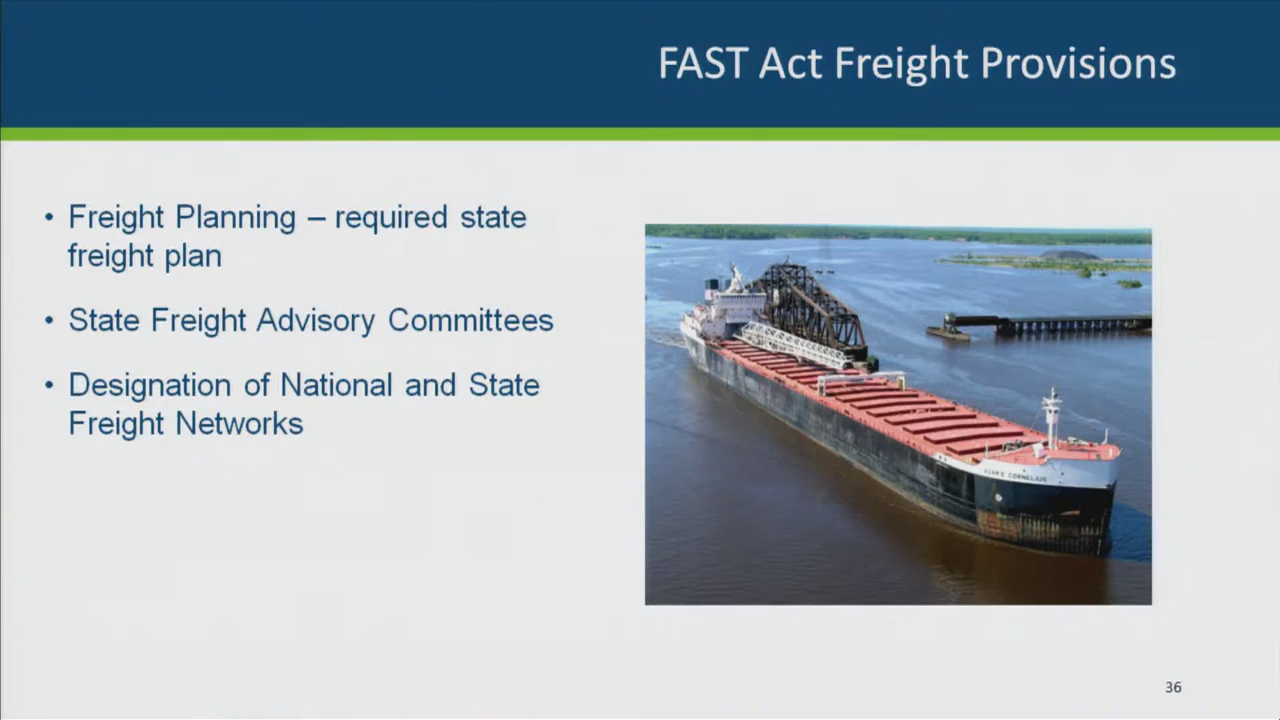 FAST Act Freight Provisions
• Freight Planning – required state
freight plan
• State Freight Advisory Committees
• Designation of National and State
Freight Networks
CORNELIUS
36